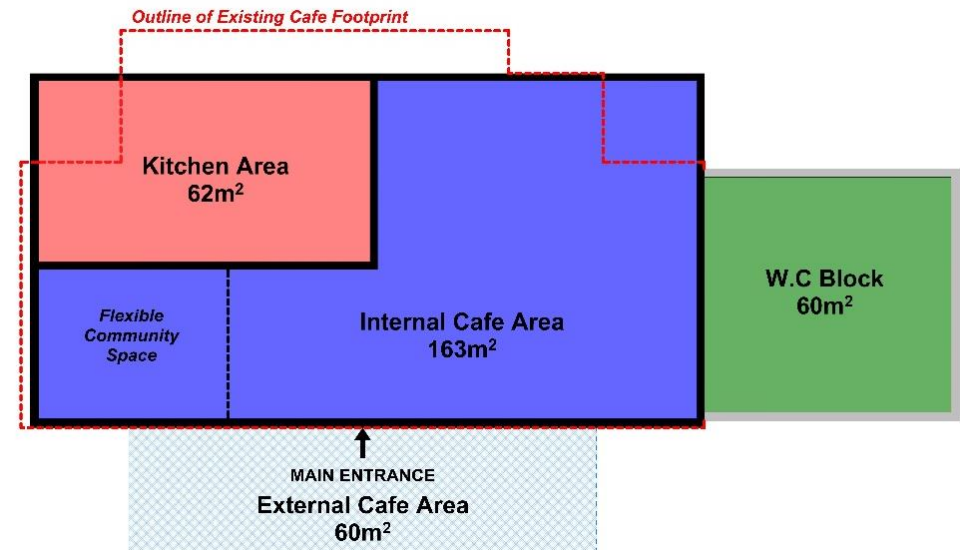 Outline of Existing Cafe Footprint
Kitchen Area
62m²
Flexible
Community
Space
Internal Cafe Area
163m²
W.C Block
60m²
MAIN ENTRANCE
External Cafe Area
60m²